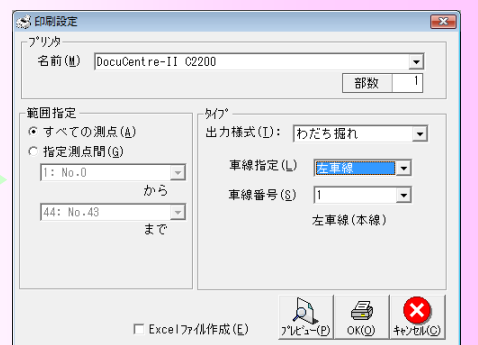 印刷設定
プリンタ
名前(M) DocuCentre-II C2200
部数 1
範囲指定
すべての測点(A)
指定測点間(G)
1: No.0
から
44: No.43
まで
タイプ
出力様式(I): わだち掘れ
車線指定(L) 左車線
車線番号(S) 1
左車線(本線)
Excelファイル作成(E)
プレビュー(P) OK(O) キャンセル(C)